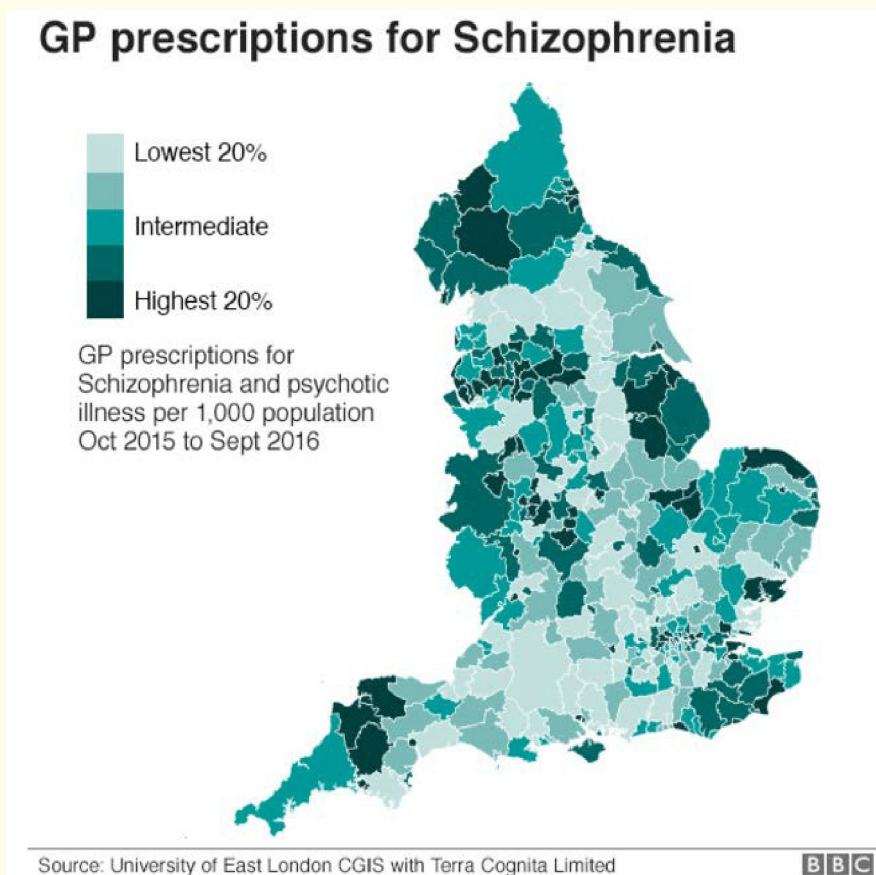 GP prescriptions for Schizophrenia
Lowest 20%
Intermediate
Highest 20%
GP prescriptions for
Schizophrenia and psychotic
illness per 1,000 population
Oct 2015 to Sept 2016
Source: University of East London CGIS with Terra Cognita Limited
BBC